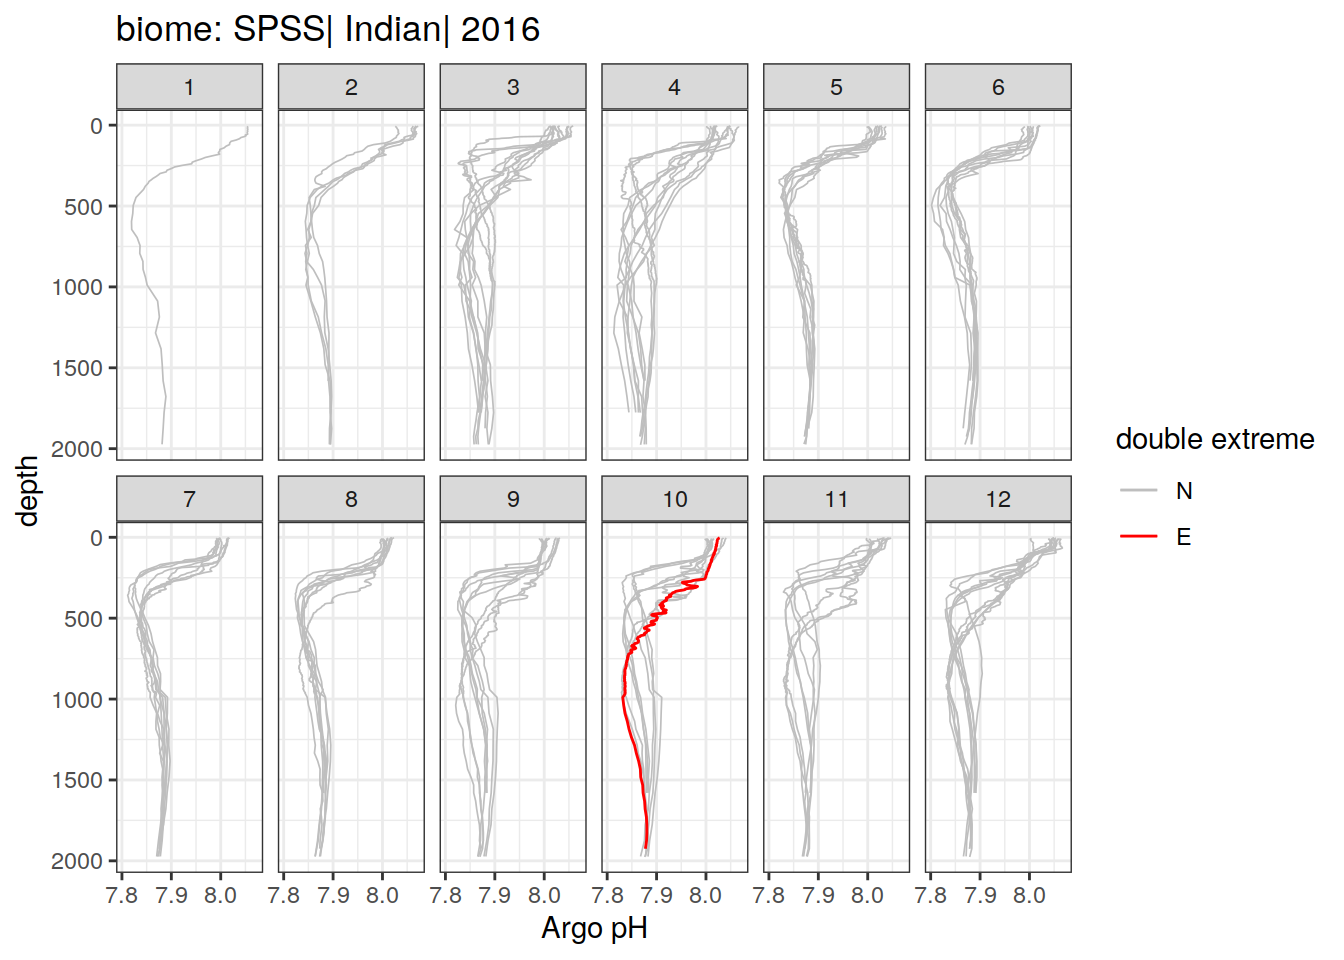 biome: SPSS| Indian| 2016
1 2 3 4 5 6
0
500
1000
1500
2000
depth
7 8 9 10 11 12
0
500
1000
1500
2000
7.8 7.9 8.0 7.8 7.9 8.0 7.8 7.9 8.0 7.8 7.9 8.0 7.8 7.9 8.0 7.8 7.9 8.0
Argo pH
double extreme
N
E